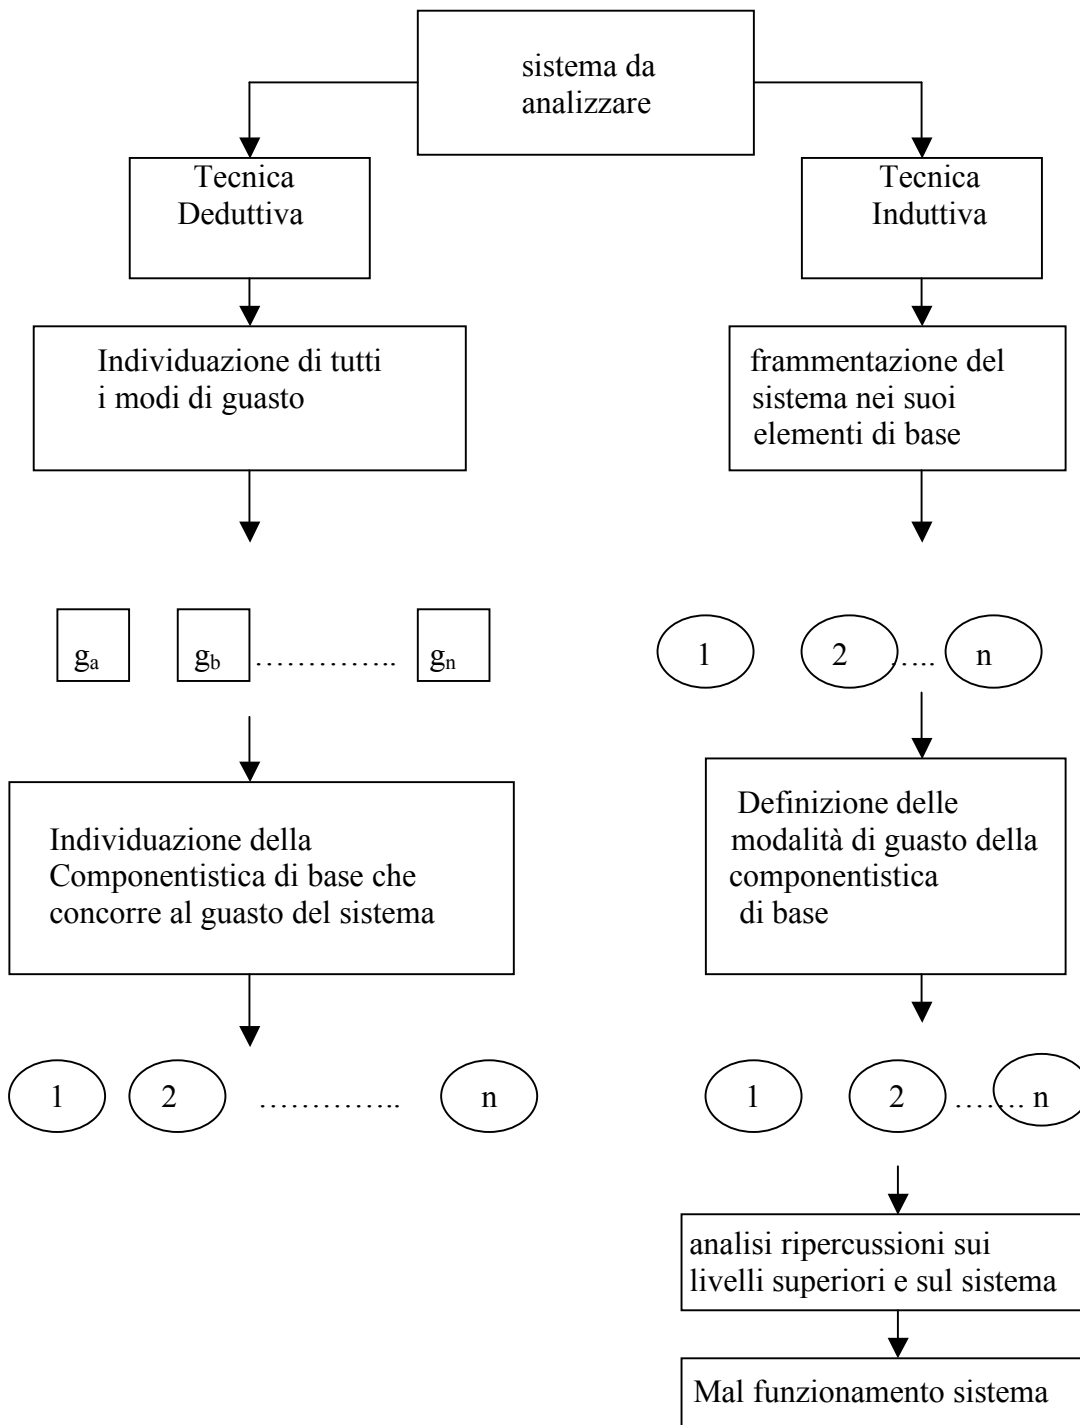 sistema da
analizzare
Tecnica
Deduttiva
Individuazione di tutti
i modi di guasto
ga gb ………….. gn
Individuazione della
Componentistica di base che
concorre al guasto del sistema
1 2 ………….. n
Tecnica
Induttiva
frammentazione del
sistema nei suoi
elementi di base
1 2 ….. n
Definizione delle
modalità di guasto della
componentistica
di base
1 2 ……. n
analisi ripercussioni sui
livelli superiori e sul sistema
Mal funzionamento sistema